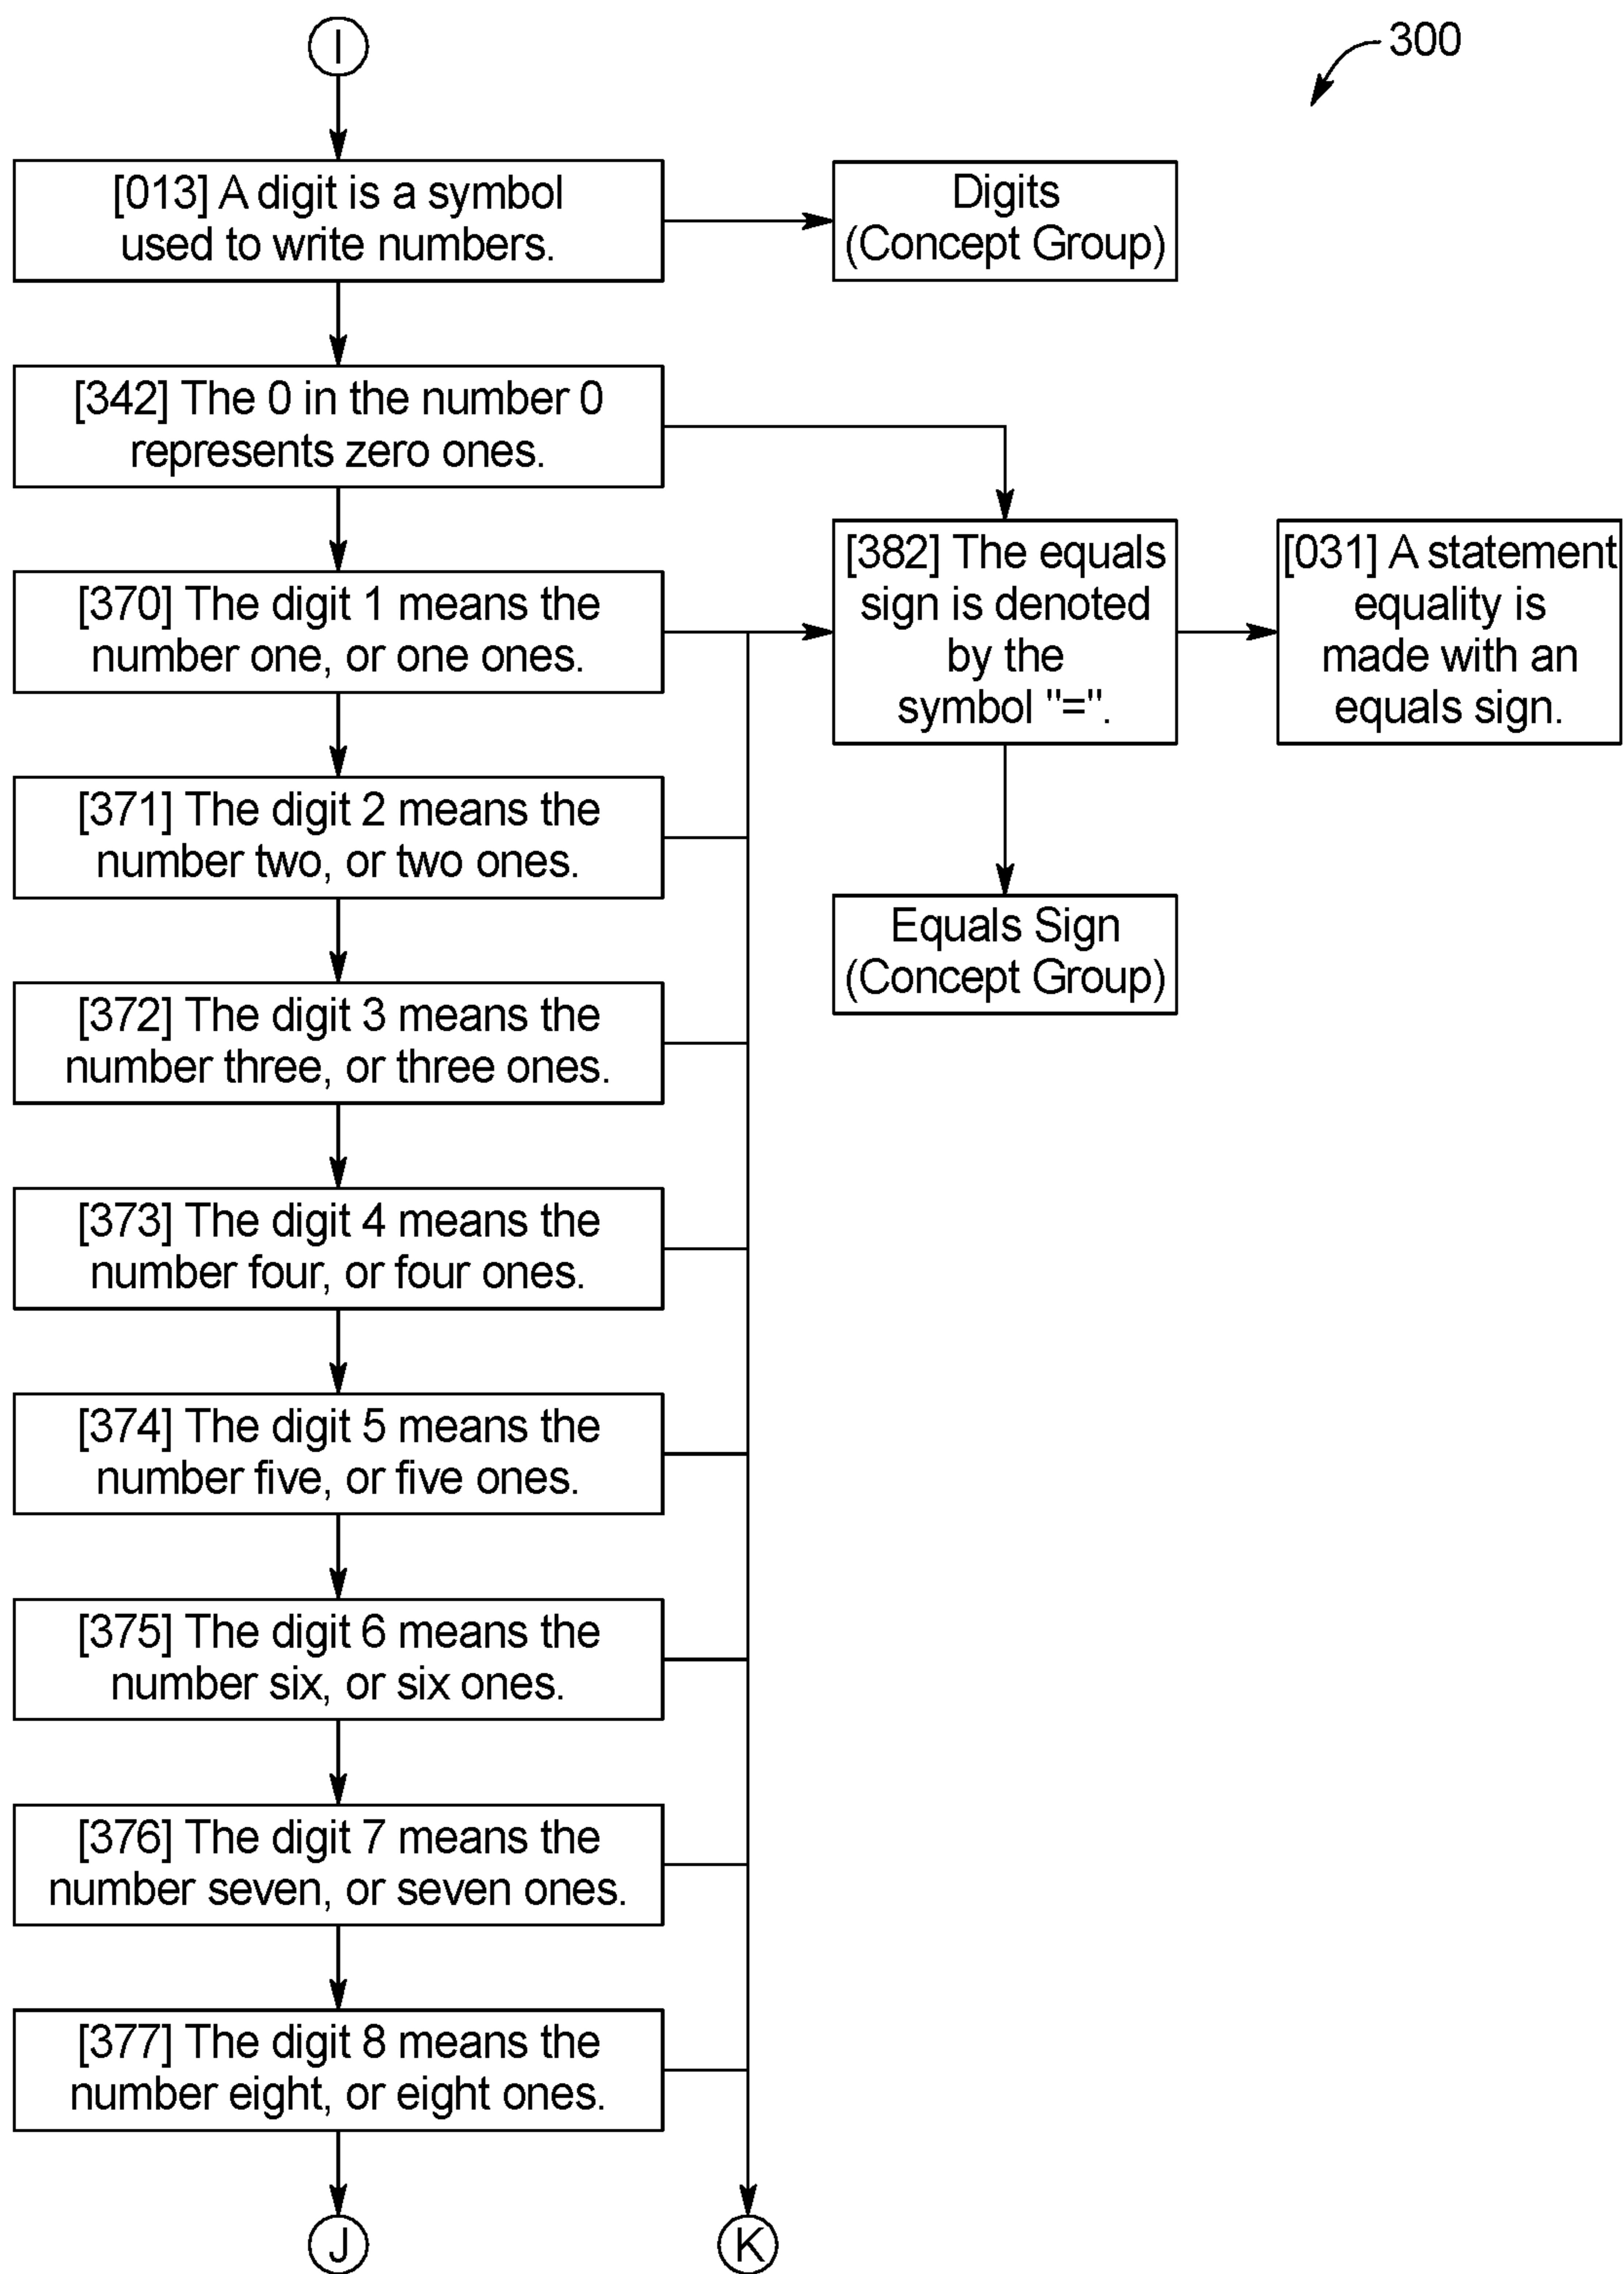 I
300
[013] A digit is a symbol
used to write numbers.
Digits
(Concept Group)
[342] The 0 in the number 0
represents zero ones.
[370] The digit 1 means the
number one, or one ones.
[382] The equals
sign is denoted
by the
symbol "=".
[031] A statement
equality is
made with an
equals sign.
[371] The digit 2 means the
number two, or two ones.
Equals Sign
(Concept Group)
[372] The digit 3 means the
number three, or three ones.
[373] The digit 4 means the
number four, or four ones.
[374] The digit 5 means the
number five, or five ones.
[375] The digit 6 means the
number six, or six ones.
[376] The digit 7 means the
number seven, or seven ones.
[377] The digit 8 means the
number eight, or eight ones.
J
K